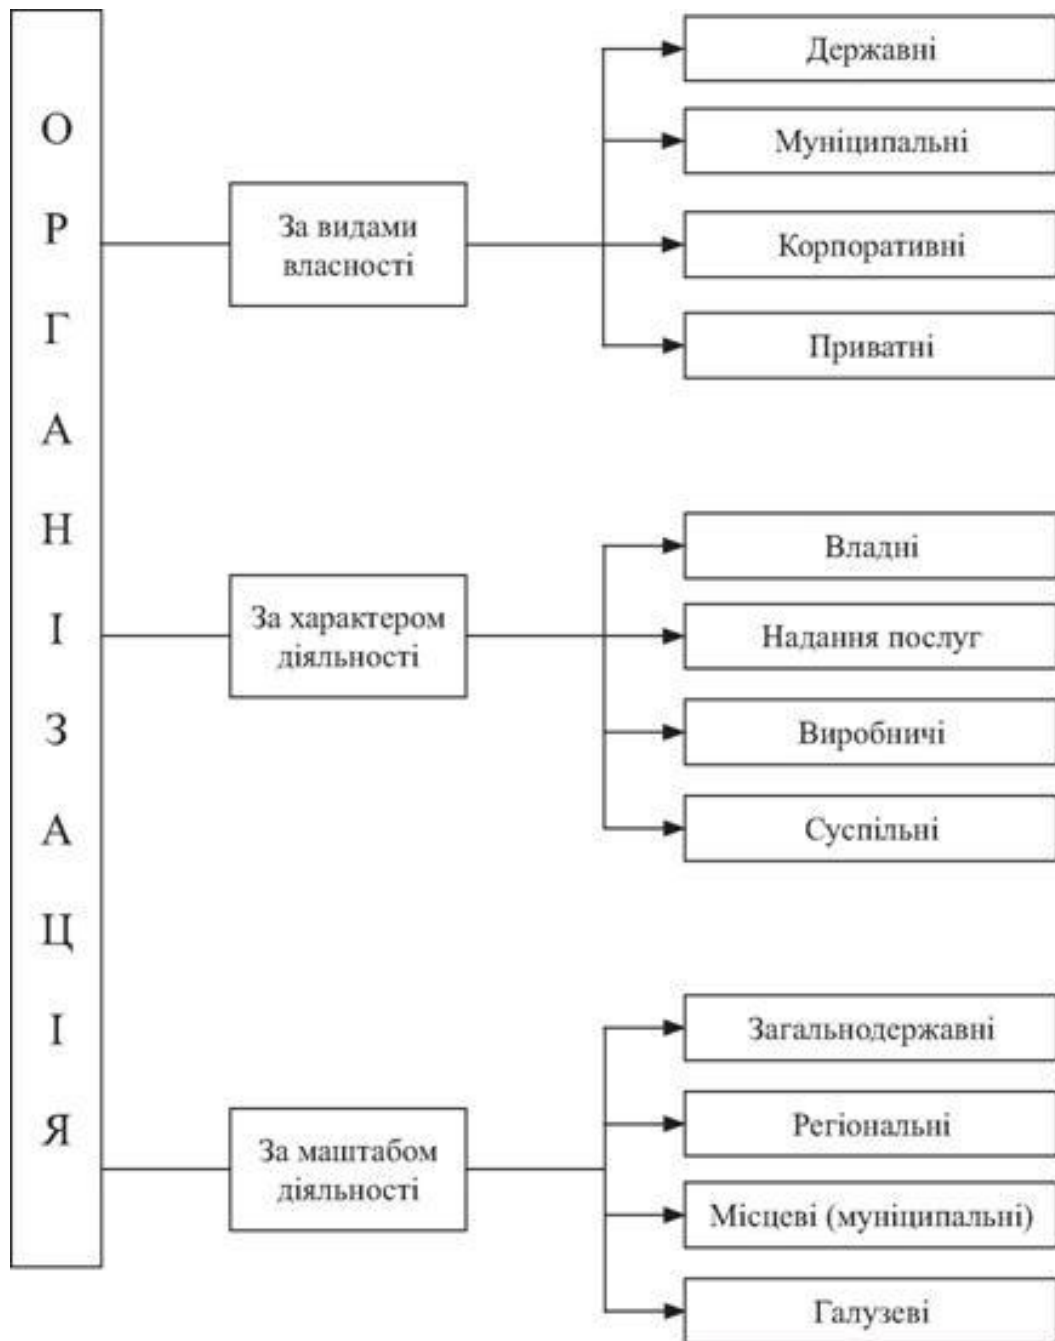 ОРГАНІЗАЦІЯ
За видами
власності
Державні
Муніципальні
Корпоративні
Приватні
За характером
діяльності
Владні
Надання послуг
Виробничі
Суспільні
За маштабом
діяльності
Загальнодержавні
Регіональні
Місцеві (муніципальні)
Галузеві